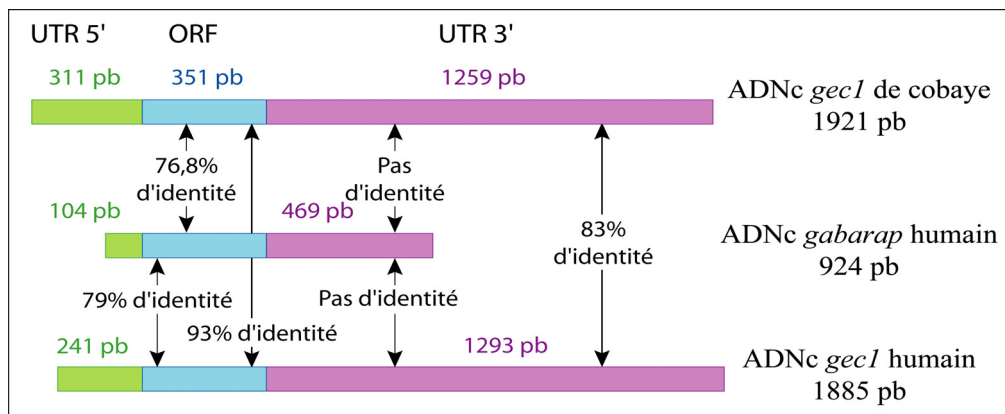 UTR 5' ORF UTR 3'
311 pb 351 pb 1259 pb
ADNc gec1 de cobaye
1921 pb
76,8%
d'identité
Pas
d'identité
104 pb 469 pb
83%
d'identité
ADNc gabarap humain
924 pb
79% d'identité
Pas d'identité
93% d'identité
241 pb 1293 pb
ADNc gec1 humain
1885 pb